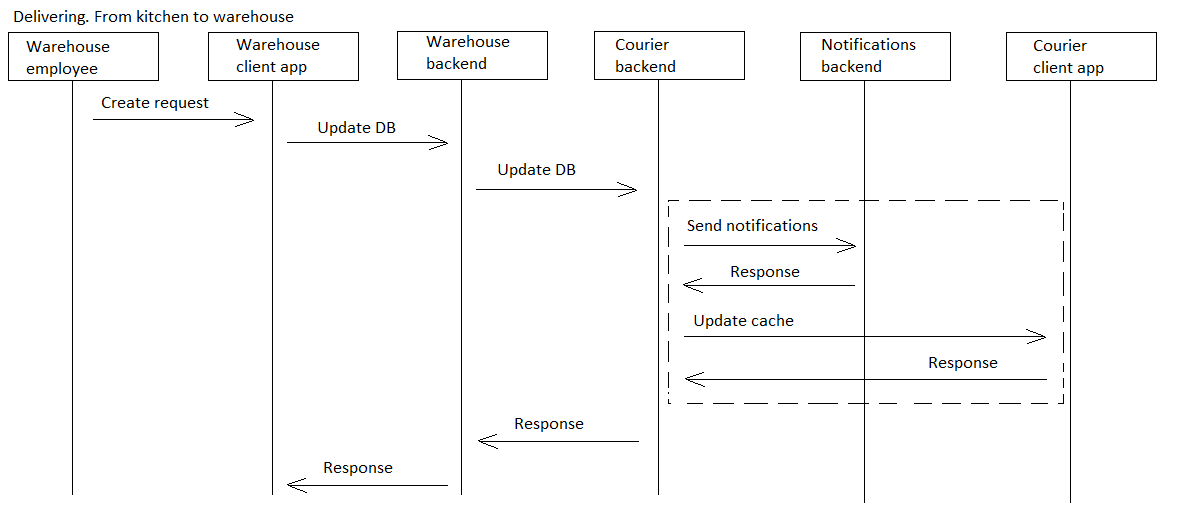 Delivering. From kitchen to warehouse
Warehouse
employee
Warehouse
client app
Warehouse
backend
Courier
backend
Notifications
backend
Courier
client app
Create request
Update DB
Update DB
Send notifications
Response
Update cache
Response
Response
Response